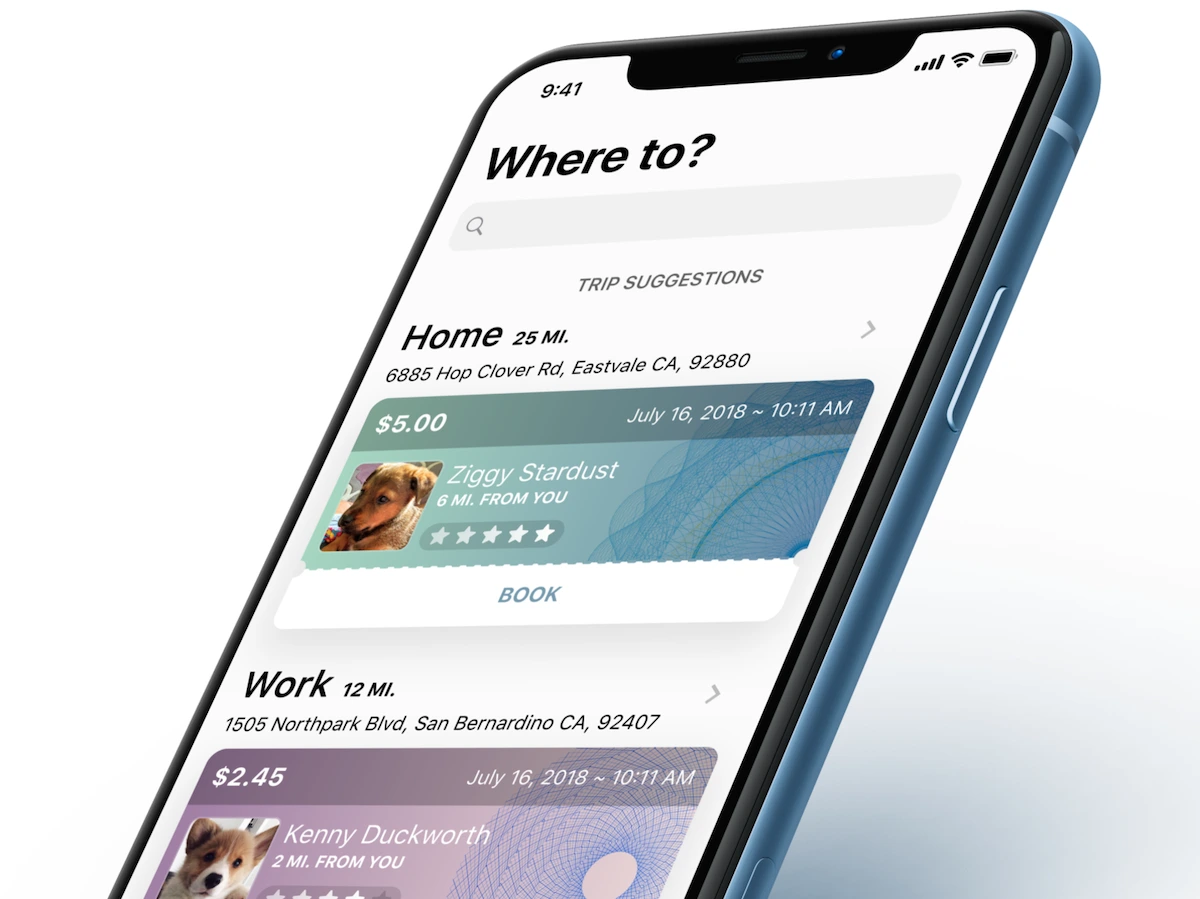 9:41
Where to?
TRIP SUGGESTIONS
Home 25 MI.
6885 Hop Clover Rd, Eastvale CA, 92880
$5.00 July 16, 2018 ~ 10:11 AM
Ziggy Stardust
6 MI. FROM YOU
BOOK
Work 12 MI.
1505 Northpark Blvd, San Bernardino CA, 92407
$2.45 July 16, 2018 ~ 10:11 AM
Kenny Duckworth
2 MI. FROM YOU